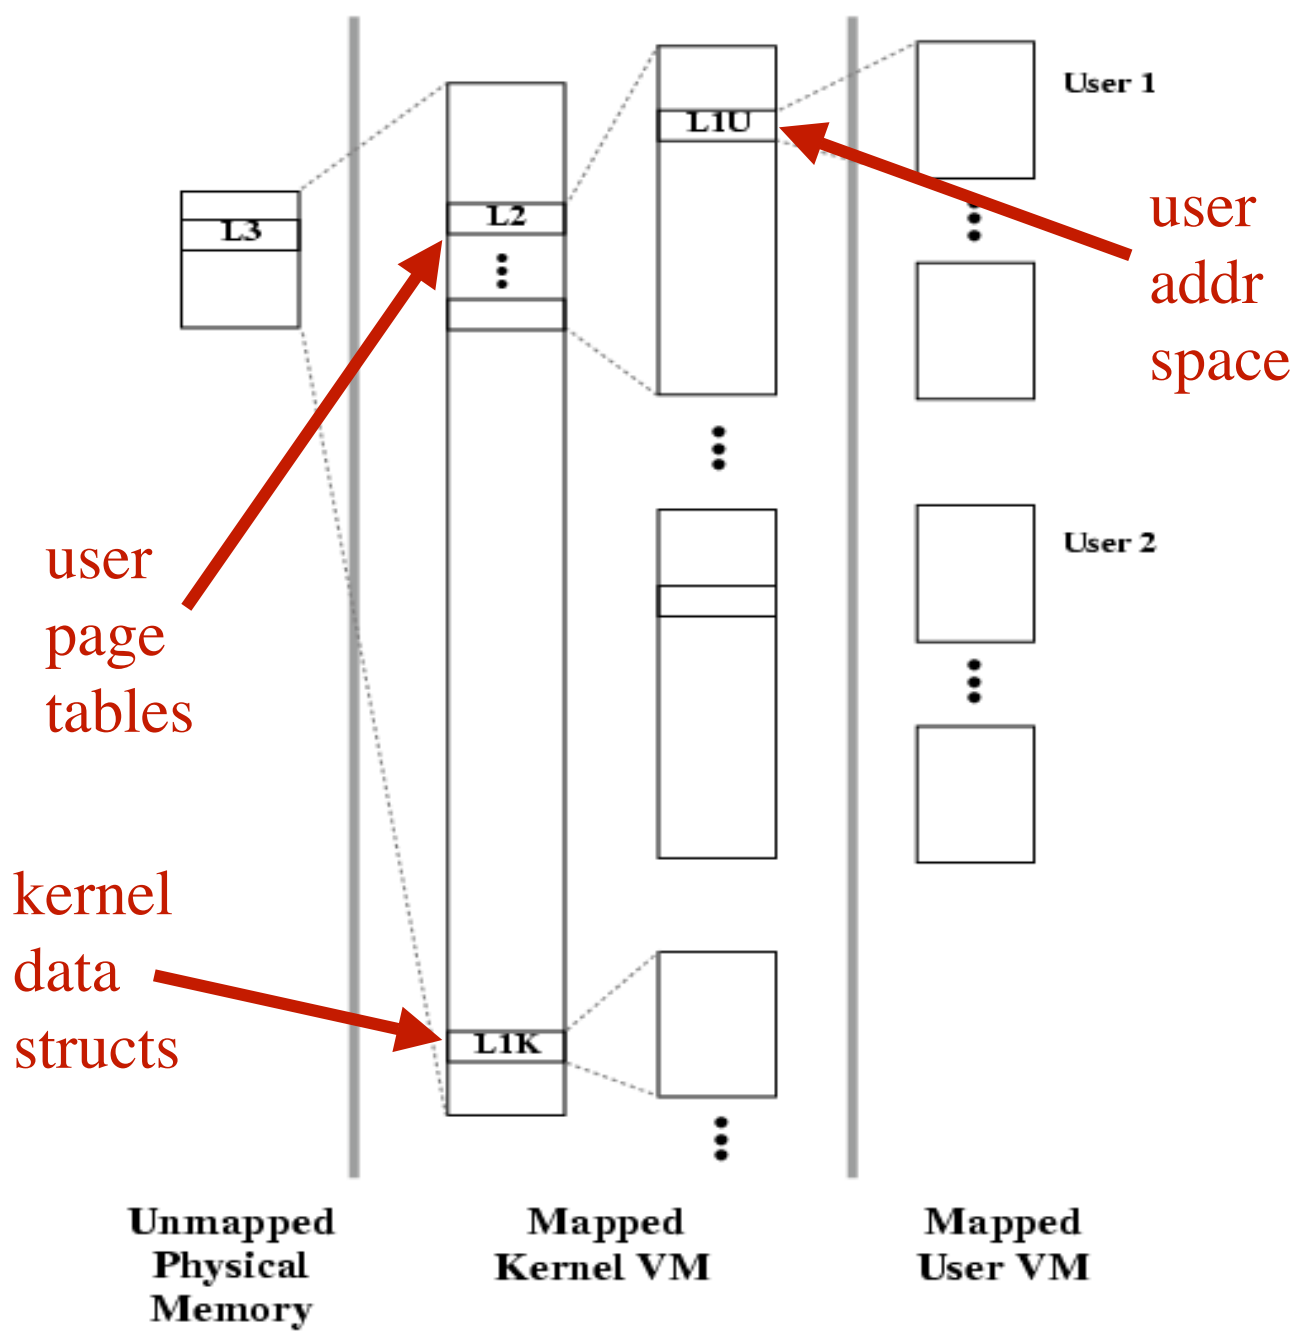 User 1
L1U
L2
L3
user
addr
space
user
page
tables
User 2
kernel
data
structs
L1K
Unmapped
Physical
Memory
Mapped
Kernel VM
Mapped
User VM